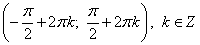 (-π/2 + 2πk; π/2 + 2πk), k ∈ Z